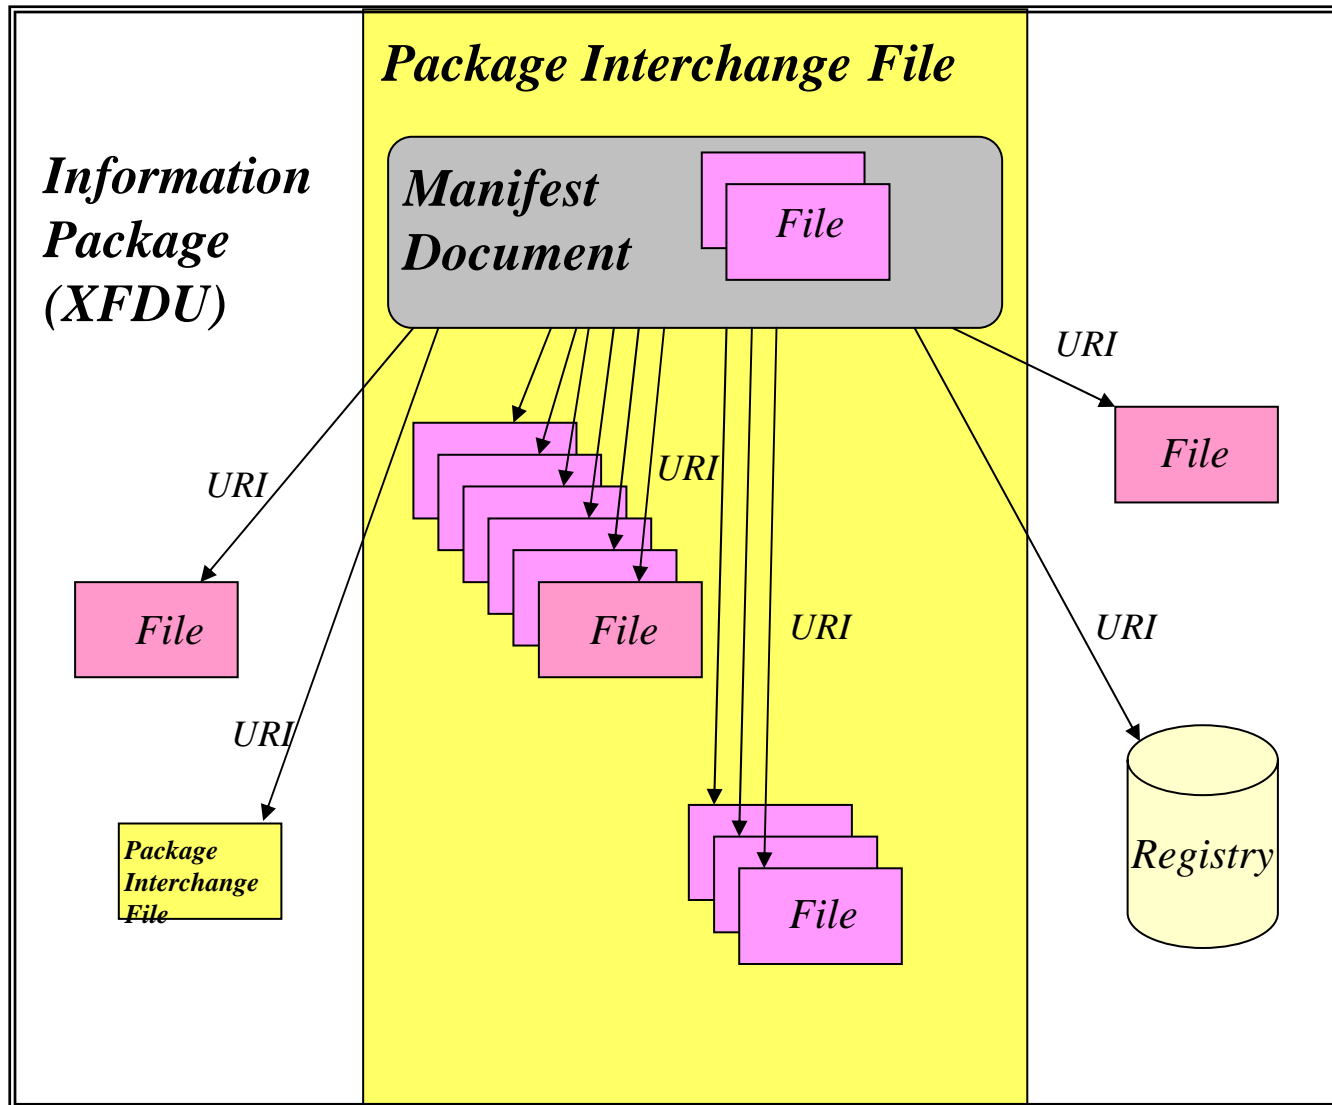 Package Interchange File
Information
Package
(XFDU)
Manifest
Document
File
URI
File
URI
URI
File
File
URI
URI
URI
Package
Interchange
File
Registry
File